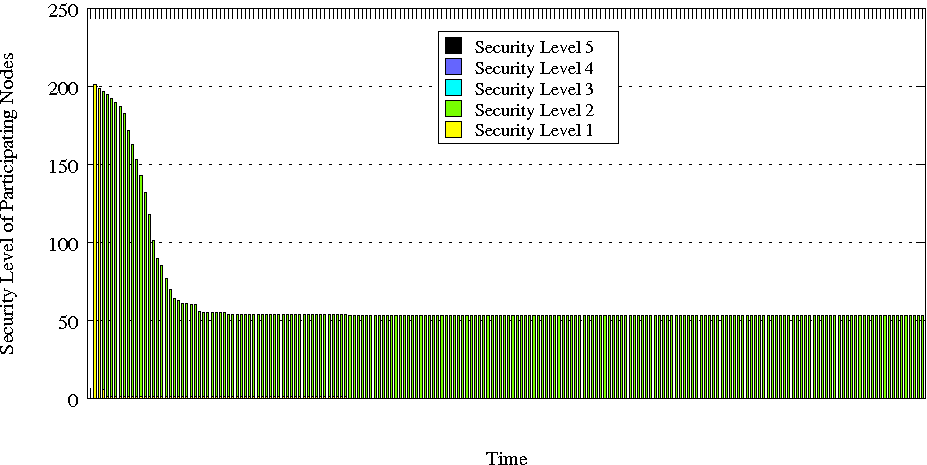 250
200
150
100
50
0
Security Level of Participating Nodes
Security Level 5
Security Level 4
Security Level 3
Security Level 2
Security Level 1
Time